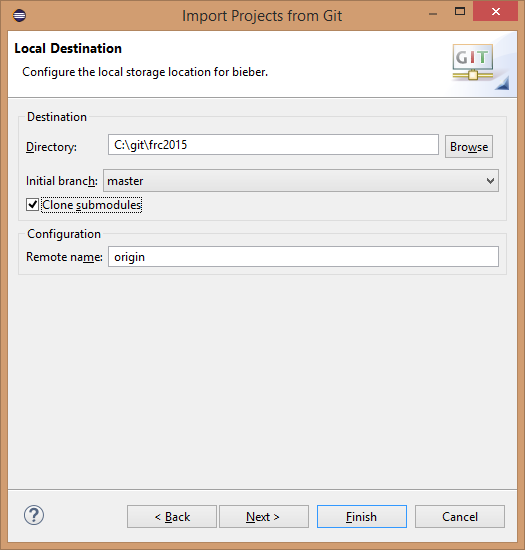 Import Projects from Git
Local Destination
Configure the local storage location for bieber.
GIT
Destination
Directory: C:\git\frc2015 Browse
Initial branch: master
Clone submodules
Configuration
Remote name: origin
? < Back Next > Finish Cancel